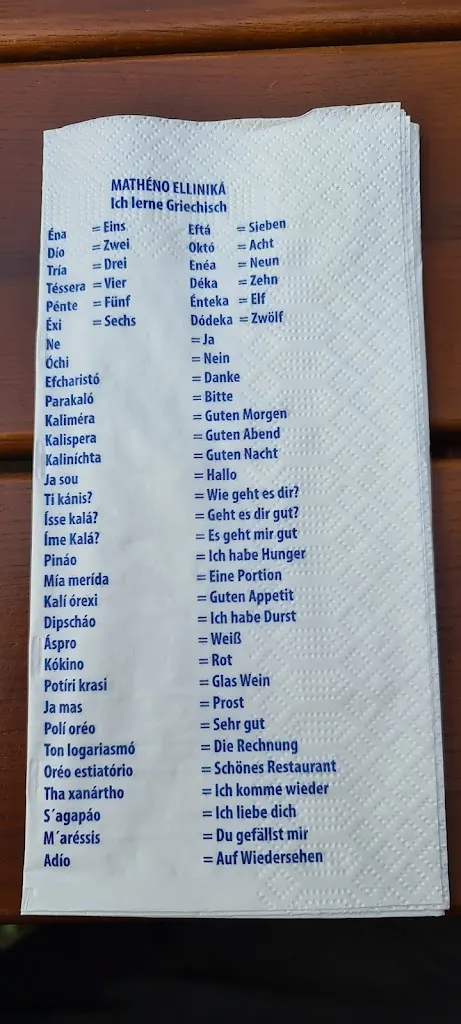 MATHÉNO ELLINIKÁ
Ich lerne Griechisch
Éna = Eins Eftá = Sieben
Dío = Zwei Októ = Acht
Tría = Drei Enéa = Neun
Téssera = Vier Déka = Zehn
Pénte = Fünf Énteka = Elf
Éxi = Sechs Dódeka = Zwölf
Ne = Ja
Óchi = Nein
Efcharistó = Danke
Parakaló = Bitte
Kaliméra = Guten Morgen
Kalispera = Guten Abend
Kaliníchta = Guten Nacht
Ja sou = Hallo
Ti kánis? = Wie geht es dir?
Ísse kalá? = Geht es dir gut?
Íme Kalá? = Es geht mir gut
Pináo = Ich habe Hunger
Mía merída = Eine Portion
Kalí órexi = Guten Appetit
Dipscháo = Ich habe Durst
Áspro = Weiß
Kókino = Rot
Potíri krasi = Glas Wein
Ja mas = Prost
Polí oréo = Sehr gut
Ton logariasmó = Die Rechnung
Oréo estiatório = Schönes Restaurant
Tha xanártho = Ich komme wieder
S´agapáo = Ich liebe dich
M´aréssis = Du gefällst mir
Adío = Auf Wiedersehen